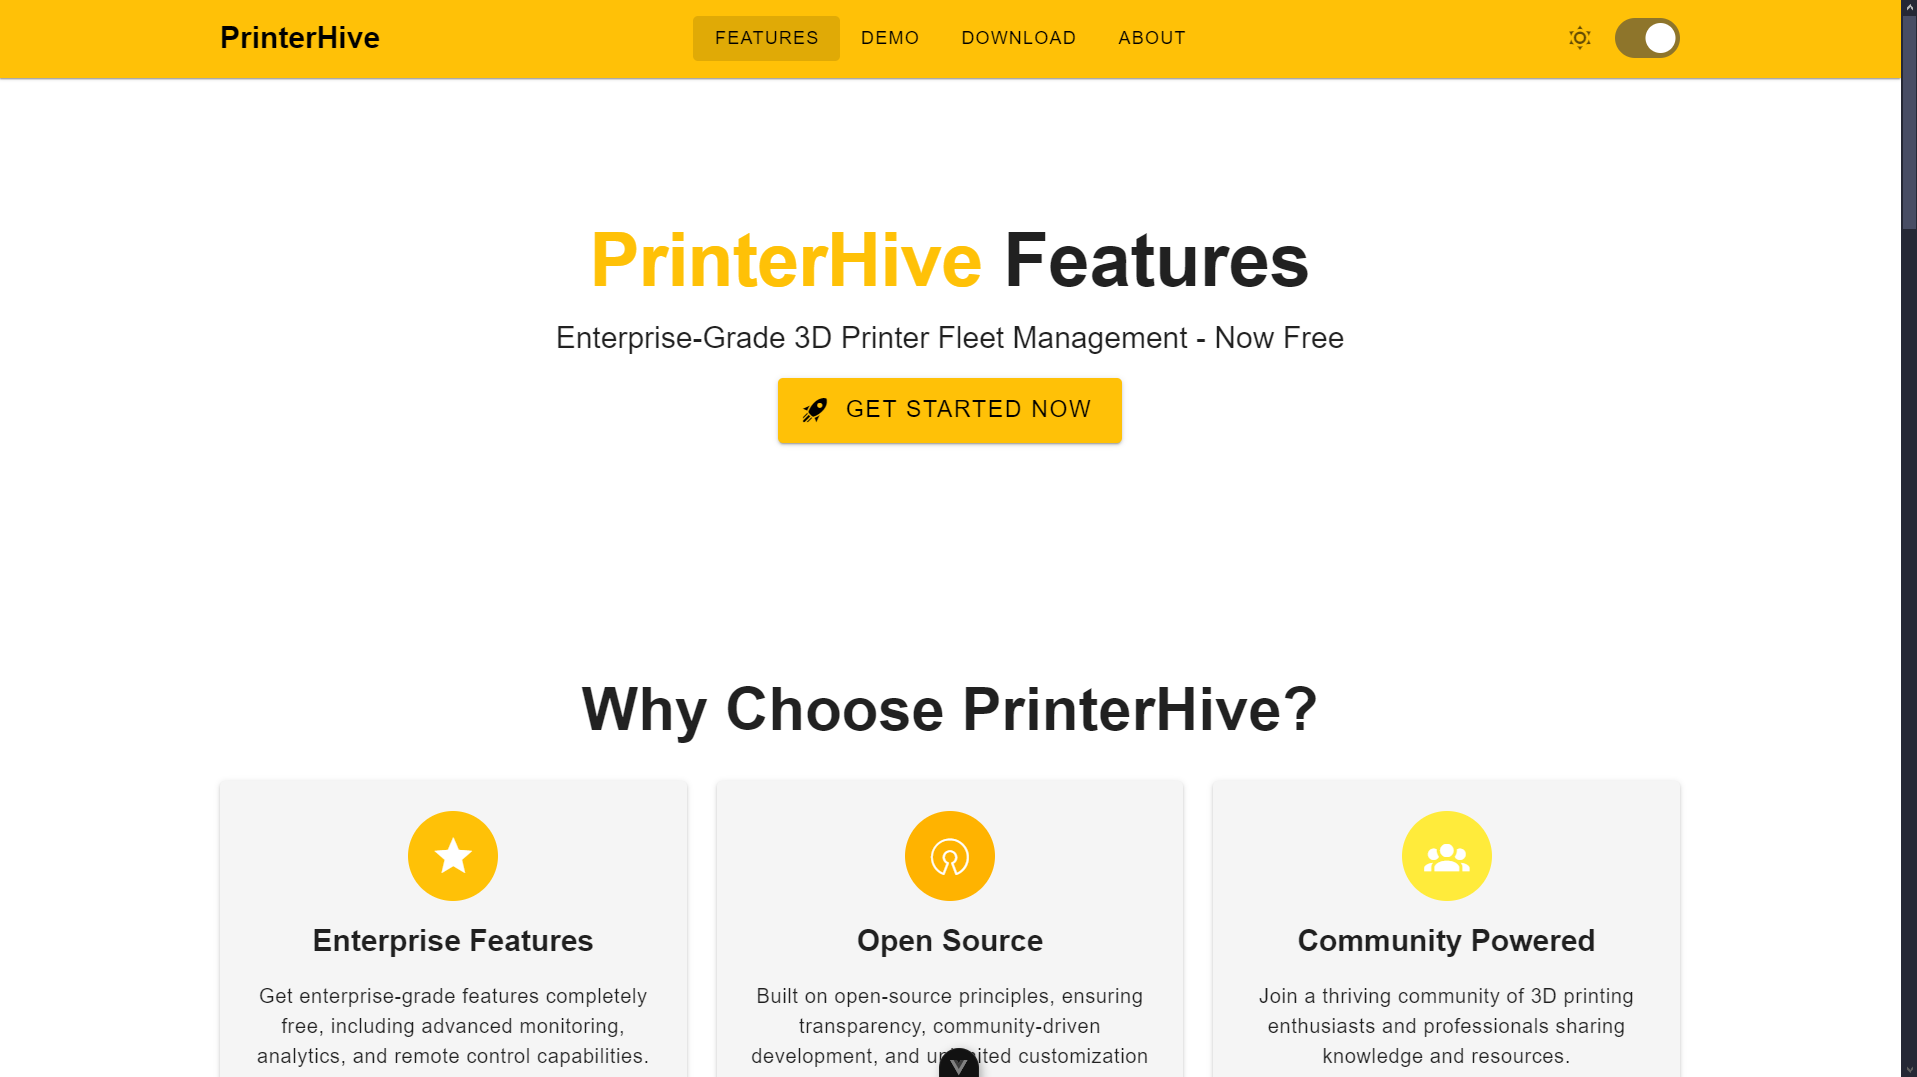 PrinterHive
FEATURES
DEMO
DOWNLOAD
ABOUT
PrinterHive Features
Enterprise-Grade 3D Printer Fleet Management - Now Free
GET STARTED NOW
Why Choose PrinterHive?
Enterprise Features
Get enterprise-grade features completely
free, including advanced monitoring,
analytics, and remote control capabilities.
Open Source
Built on open-source principles, ensuring
transparency, community-driven
development, and customization
Community Powered
Join a thriving community of 3D printing
enthusiasts and professionals sharing
knowledge and resources.